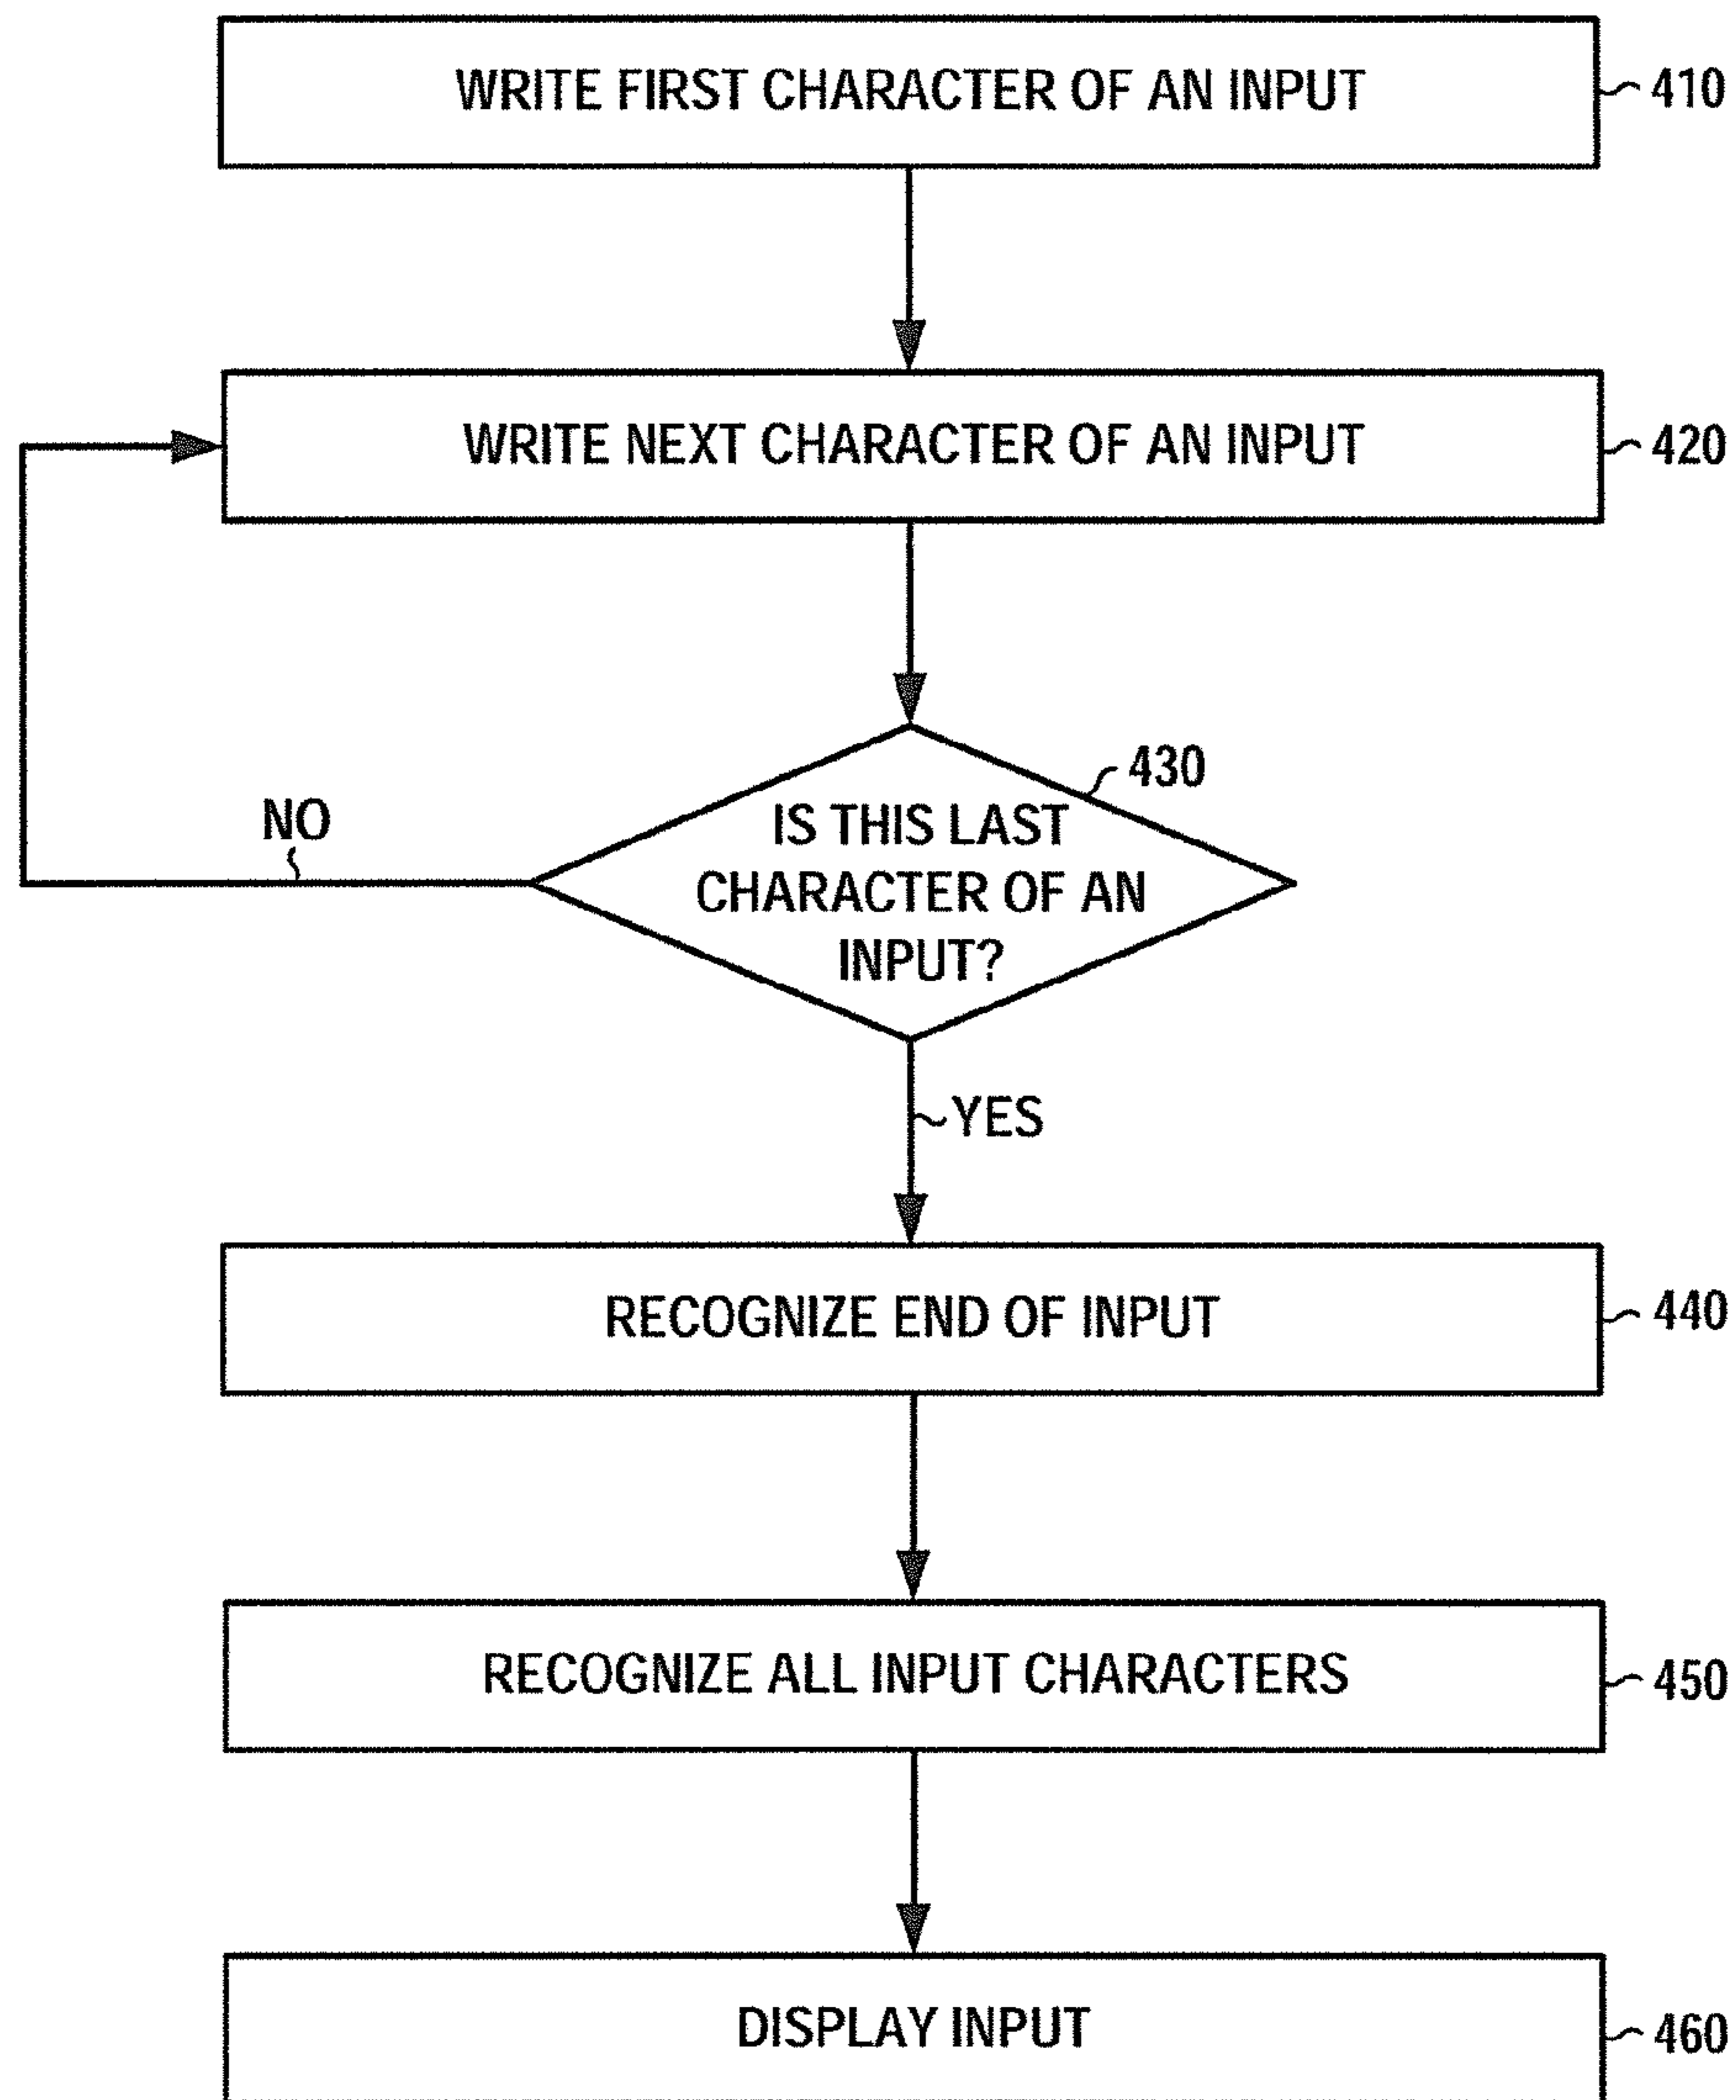 WRITE FIRST CHARACTER OF AN INPUT
410
WRITE NEXT CHARACTER OF AN INPUT
420
430
IS THIS LAST
CHARACTER OF AN
INPUT?
NO
YES
RECOGNIZE END OF INPUT
440
RECOGNIZE ALL INPUT CHARACTERS
450
DISPLAY INPUT
460